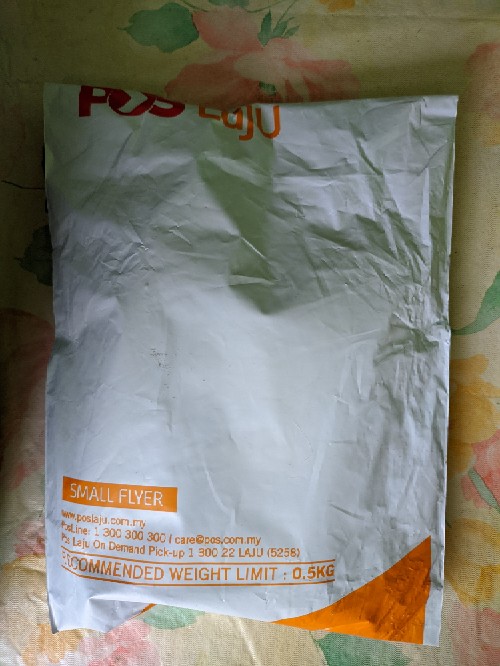 POS Laju
SMALL FLYER
www.poslaju.com.my
PosLine: 1 300 300 300 / care@pos.com.my
Pos Laju On Demand Pick-up 1 300 22 LAJU (5258)
RECOMMENDED WEIGHT LIMIT : 0.5KG